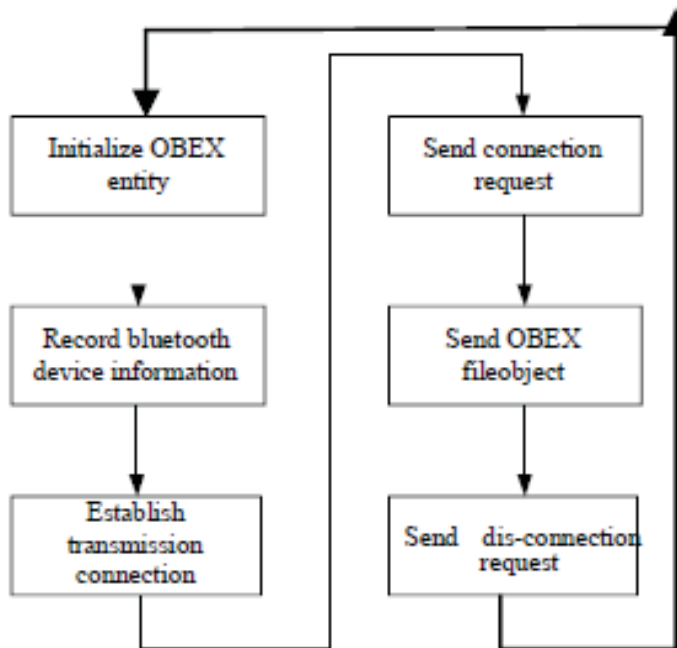 Initialize OBEX
entity
Record bluetooth
device information
Establish
transmission
connection
Send connection
request
Send OBEX
fileobject
Send dis-connection
request